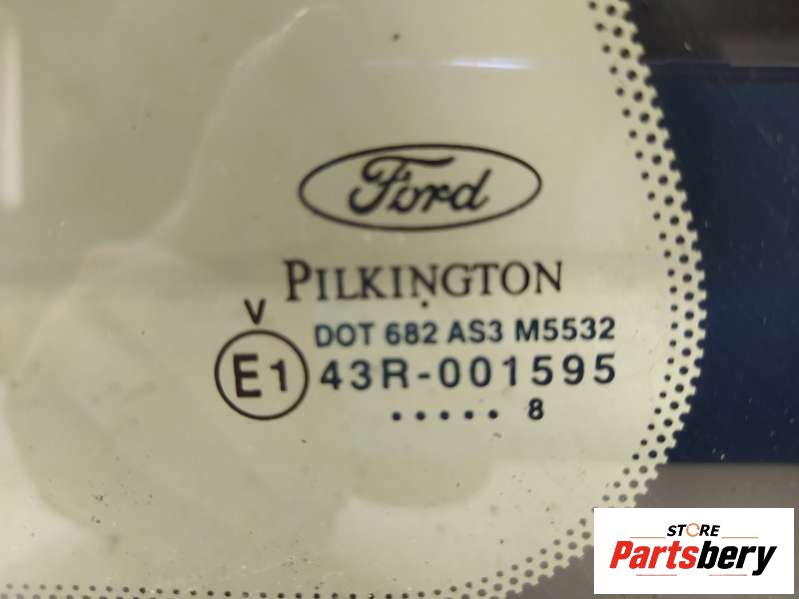 Ford
PILKINGTON
V
DOT 682 AS3 M5532
E1 43R-001595
..... 8
STORE
Partsbery